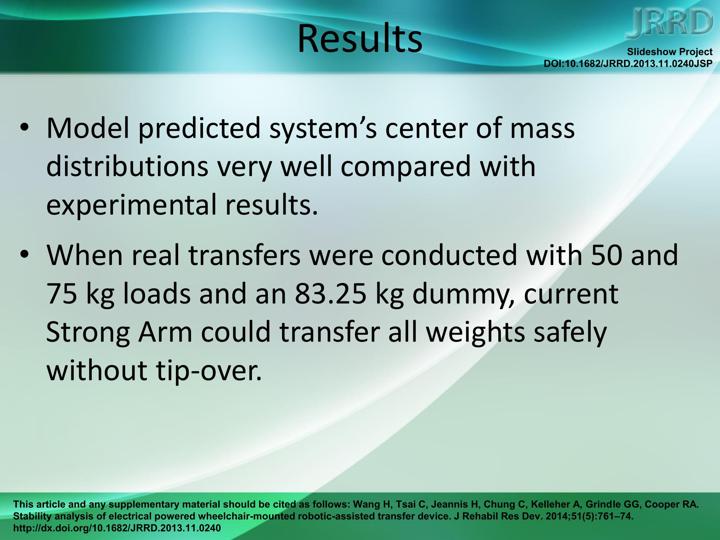 JRRD
Results
Slideshow Project
DOI:10.1682/JRRD.2013.11.0240JSP
• Model predicted system’s center of mass
distributions very well compared with
experimental results.
• When real transfers were conducted with 50 and
75 kg loads and an 83.25 kg dummy, current
Strong Arm could transfer all weights safely
without tip-over.
This article and any supplementary material should be cited as follows: Wang H, Tsai C, Jeannis H, Chung C, Kelleher A, Grindle GG, Cooper RA.
Stability analysis of electrical powered wheelchair-mounted robotic-assisted transfer device. J Rehabil Res Dev. 2014;51(5):761–74.
http://dx.doi.org/10.1682/JRRD.2013.11.0240